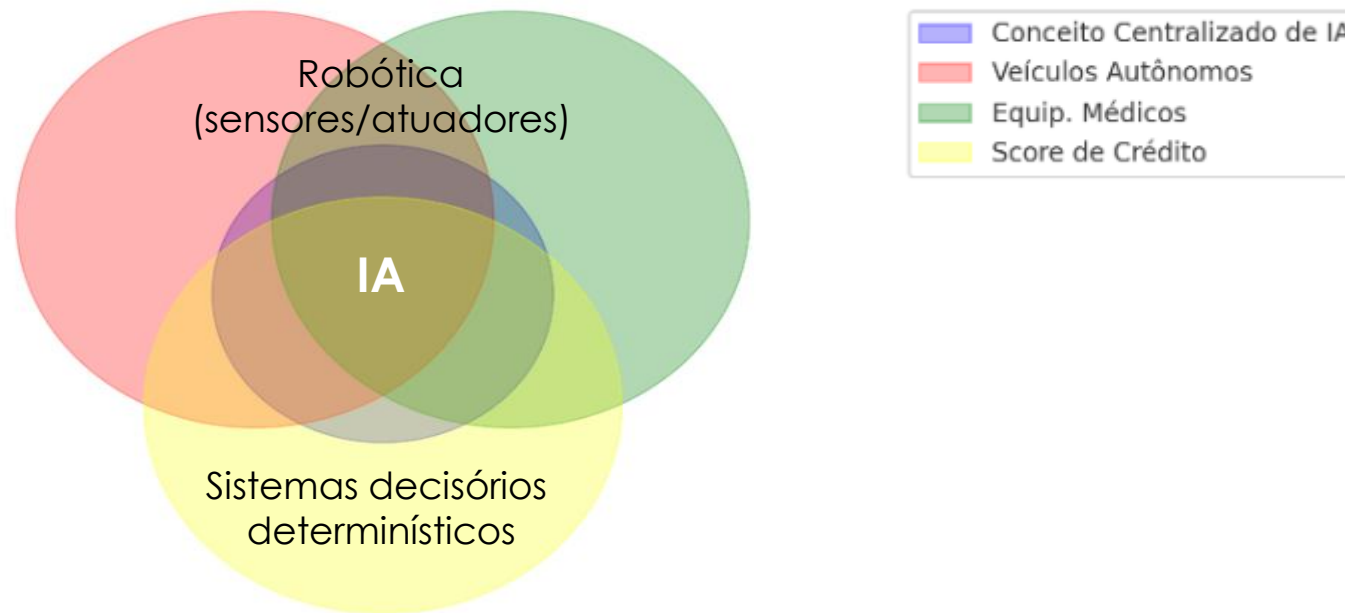 Robótica
(sensores/atuadores)
IA
Sistemas decisórios
determinísticos
Conceito Centralizado de IA
Veículos Autônomos
Equip. Médicos
Score de Crédito